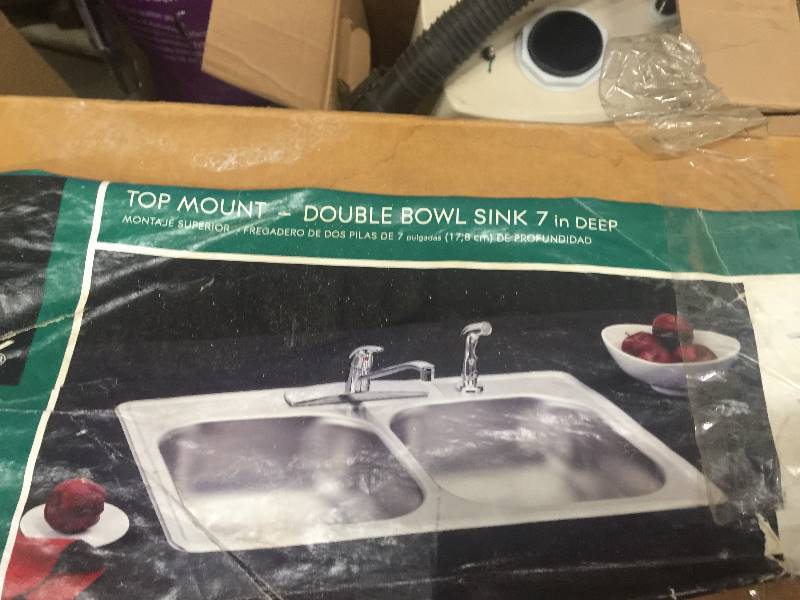 TOP MOUNT – DOUBLE BOWL SINK 7 in DEEP
MONTAJE SUPERIOR - FREGADERO DE DOS PILAS DE 7 pulgadas (17,8 cm) DE PROFUNDIDAD